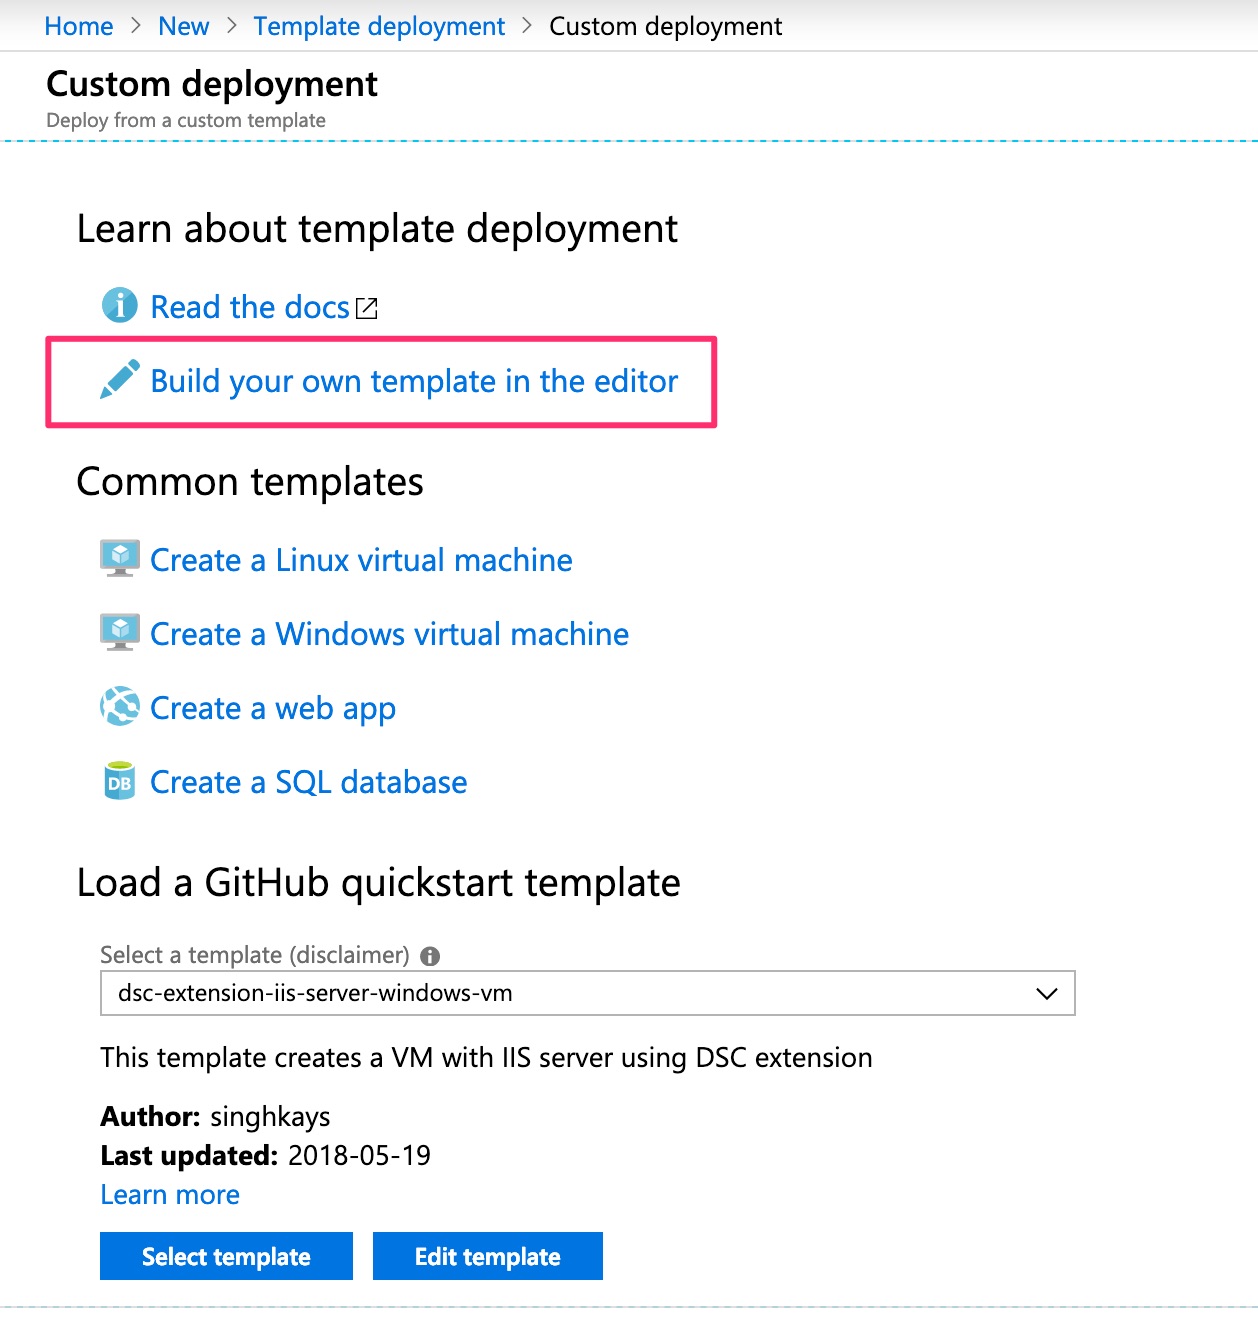 Home > New > Template deployment > Custom deployment
Custom deployment
Deploy from a custom template
Learn about template deployment
Read the docs
Build your own template in the editor
Common templates
Create a Linux virtual machine
Create a Windows virtual machine
Create a web app
DB Create a SQL database
Load a GitHub quickstart template
Select a template (disclaimer)
dsc-extension-iis-server-windows-vm
This template creates a VM with IIS server using DSC extension
Author: singhkays
Last updated: 2018-05-19
Learn more
Select template Edit template